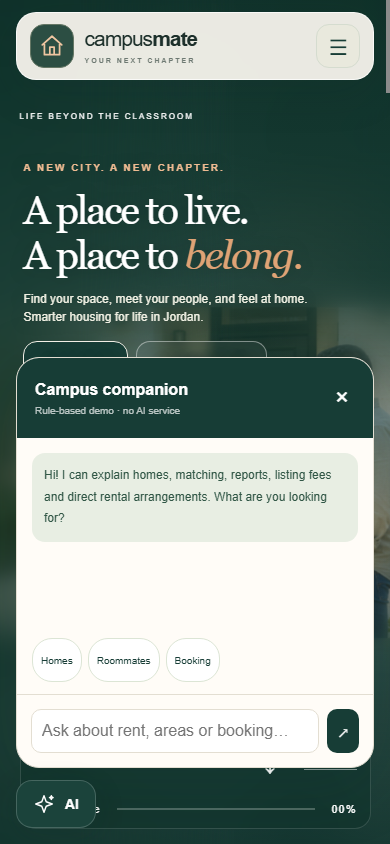 campusmate
YOUR NEXT CHAPTER
LIFE BEYOND THE CLASSROOM
A NEW CITY. A NEW CHAPTER.
A place to live.
A place to belong.
Find your space, meet your people, and feel at home.
Smarter housing for life in Jordan.
Campus companion
Rule-based demo · no AI service
×
Hi! I can explain homes, matching, reports, listing fees
and direct rental arrangements. What are you looking
for?
Homes
Roommates
Booking
Ask about rent, areas or booking…
↗
AI
00%